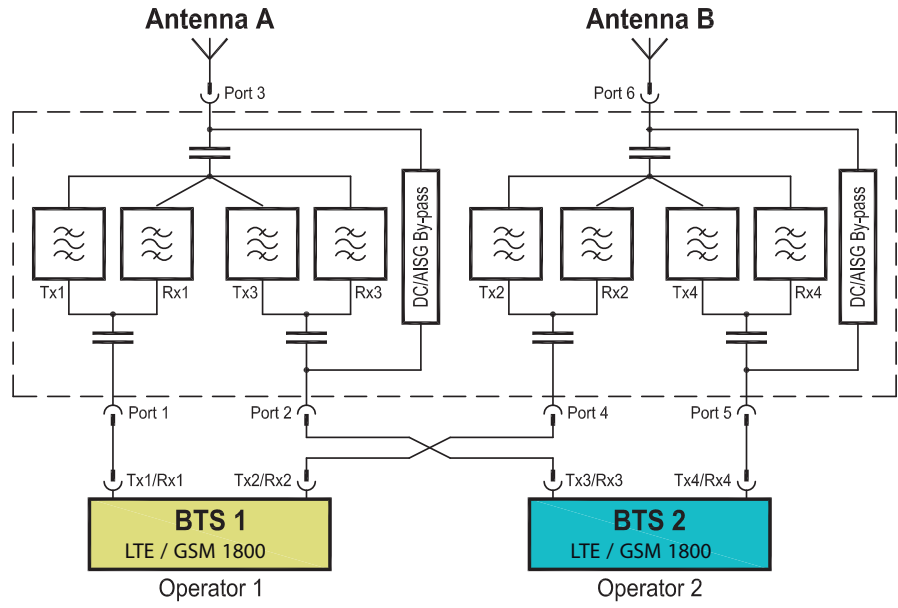 Antenna A
Antenna B
Port 3
Port 6
DC/AISG By-pass
DC/AISG By-pass
Tx1
Rx1
Tx3
Rx3
Tx2
Rx2
Tx4
Rx4
Port 1
Port 2
Port 4
Port 5
Tx1/Rx1
Tx2/Rx2
Tx3/Rx3
Tx4/Rx4
BTS 1
LTE / GSM 1800
BTS 2
LTE / GSM 1800
Operator 1
Operator 2